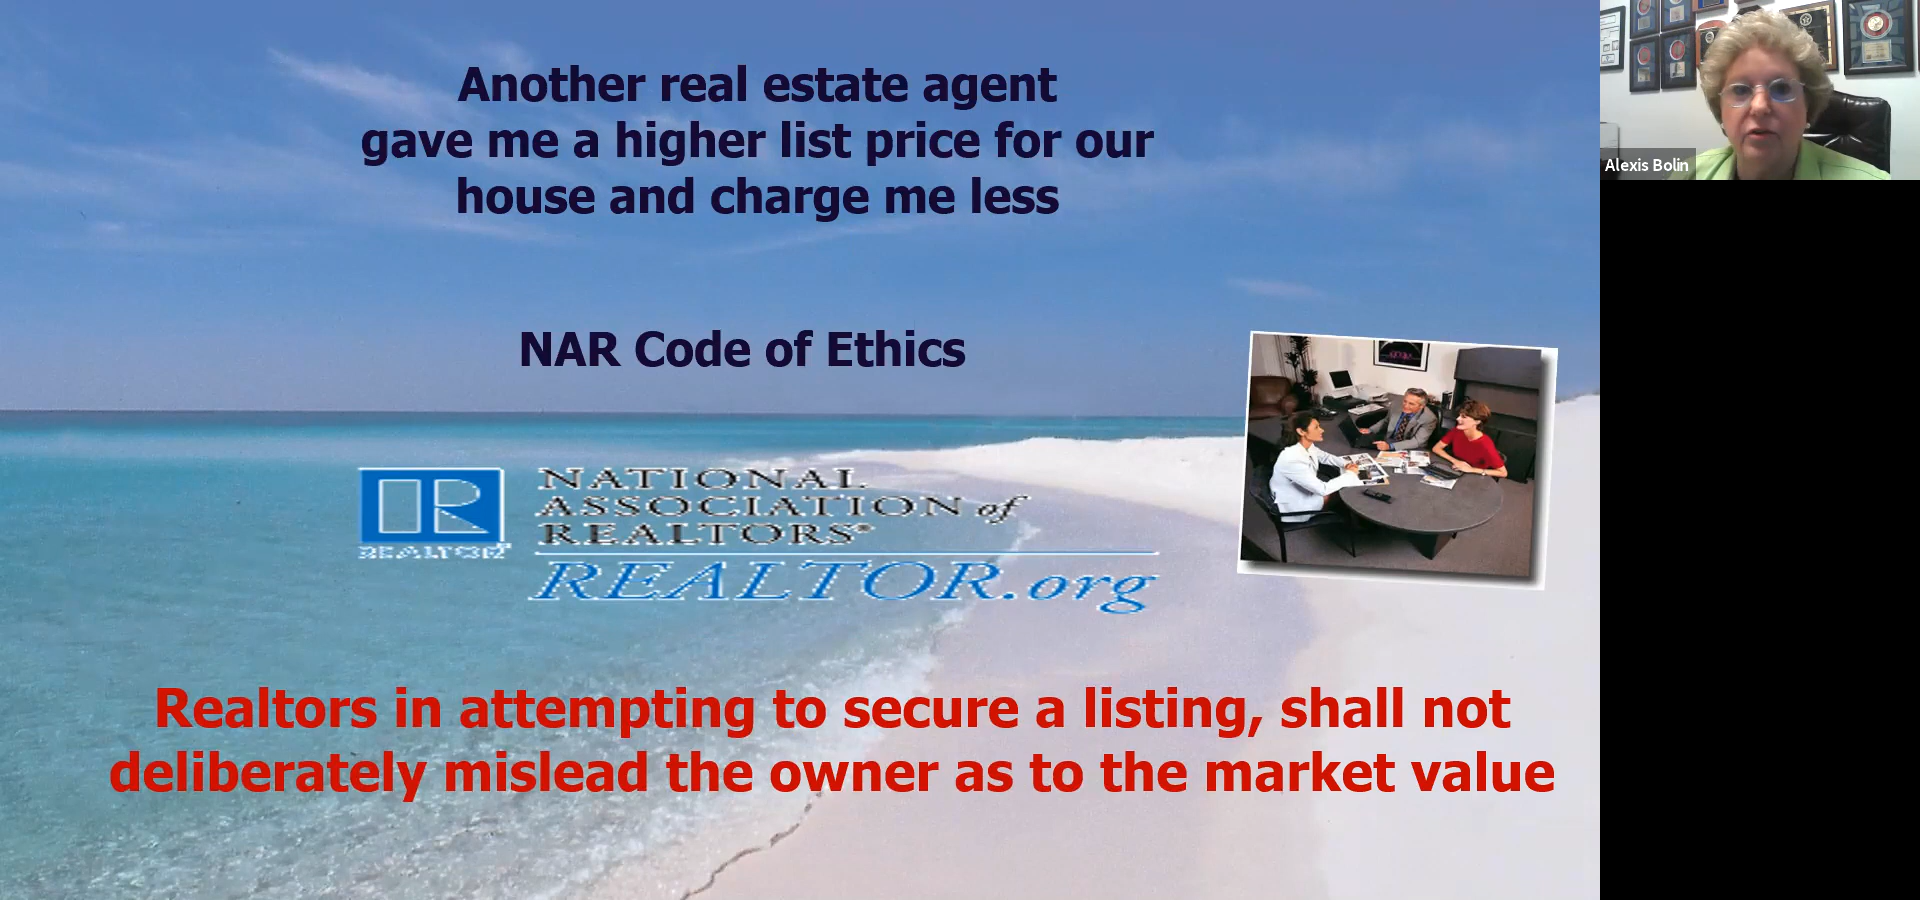 Another real estate agent
gave me a higher list price for our
house and charge me less
NAR Code of Ethics
REALTOR®
NATIONAL
ASSOCIATION of
REALTORS®
REALTOR.org
Realtors in attempting to secure a listing, shall not
deliberately mislead the owner as to the market value
Alexis Bolin